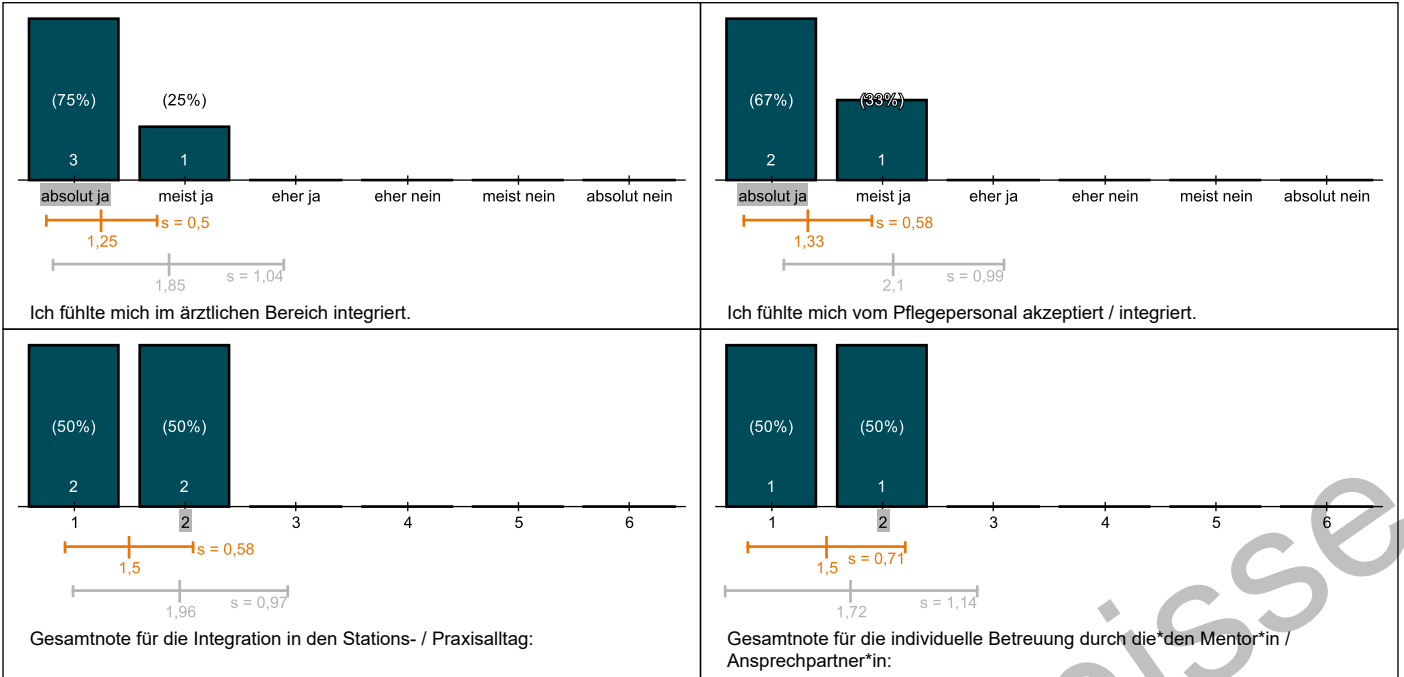 (75%) (25%)
3 1
absolut ja meist ja eher ja eher nein meist nein absolut nein
s = 0,5
1,25
s = 1,04
1,85
Ich fühlte mich im ärztlichen Bereich integriert.
(67%) (33%)
2 1
absolut ja meist ja eher ja eher nein meist nein absolut nein
s = 0,58
1,33
s = 0,99
2,1
Ich fühlte mich vom Pflegepersonal akzeptiert / integriert.
(50%) (50%)
2 2
1 2 3 4 5 6
s = 0,58
1,5
s = 0,97
1,96
Gesamtnote für die Integration in den Stations- / Praxisalltag:
(50%) (50%)
1 1
1 2 3 4 5 6
s = 0,71
1,5
s = 1,14
1,72
Gesamtnote für die individuelle Betreuung durch die*den Mentor*in /
Ansprechpartner*in:
isse